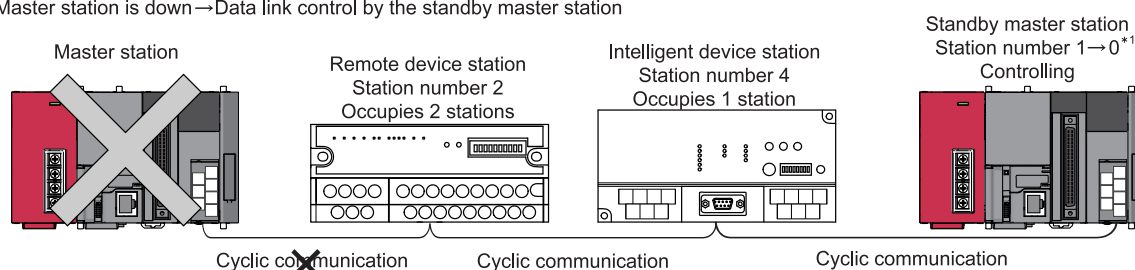 Master station is down→Data link control by the standby master station
Master station
Remote device station
Station number 2
Occupies 2 stations
Intelligent device station
Station number 4
Occupies 1 station
Standby master station
Station number 1→0*1
Controlling
Cyclic communication
Cyclic communication
Cyclic communication